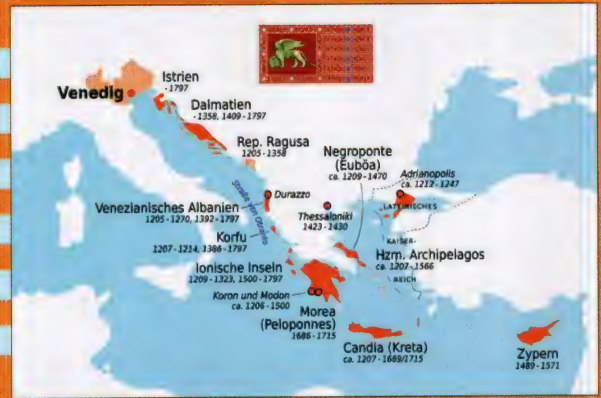 Venedig
Istrien
- 1797
Dalmatien
- 1358, 1409 - 1797
Rep. Ragusa
1205 - 1358
Negroponte
(Euböa)
ca. 1209 - 1470
Adrianopolis
ca. 1212 - 1247
Straße von Otranto
Durazzo
LATEINISCHES
Venezianisches Albanien
1205 - 1270, 1392 - 1797
Thessaloniki
1423 - 1430
Korfu
1207 - 1214, 1386 - 1797
KAISER-
Hzm. Archipelagos
ca. 1207 - 1566
Ionische Inseln
1209 - 1323, 1500 - 1797
REICH
Koron und Modon
ca. 1206 - 1500
Morea
(Peloponnes)
1686 - 1715
Candia (Kreta)
ca. 1207 - 1669/1715
Zypern
1489 - 1571